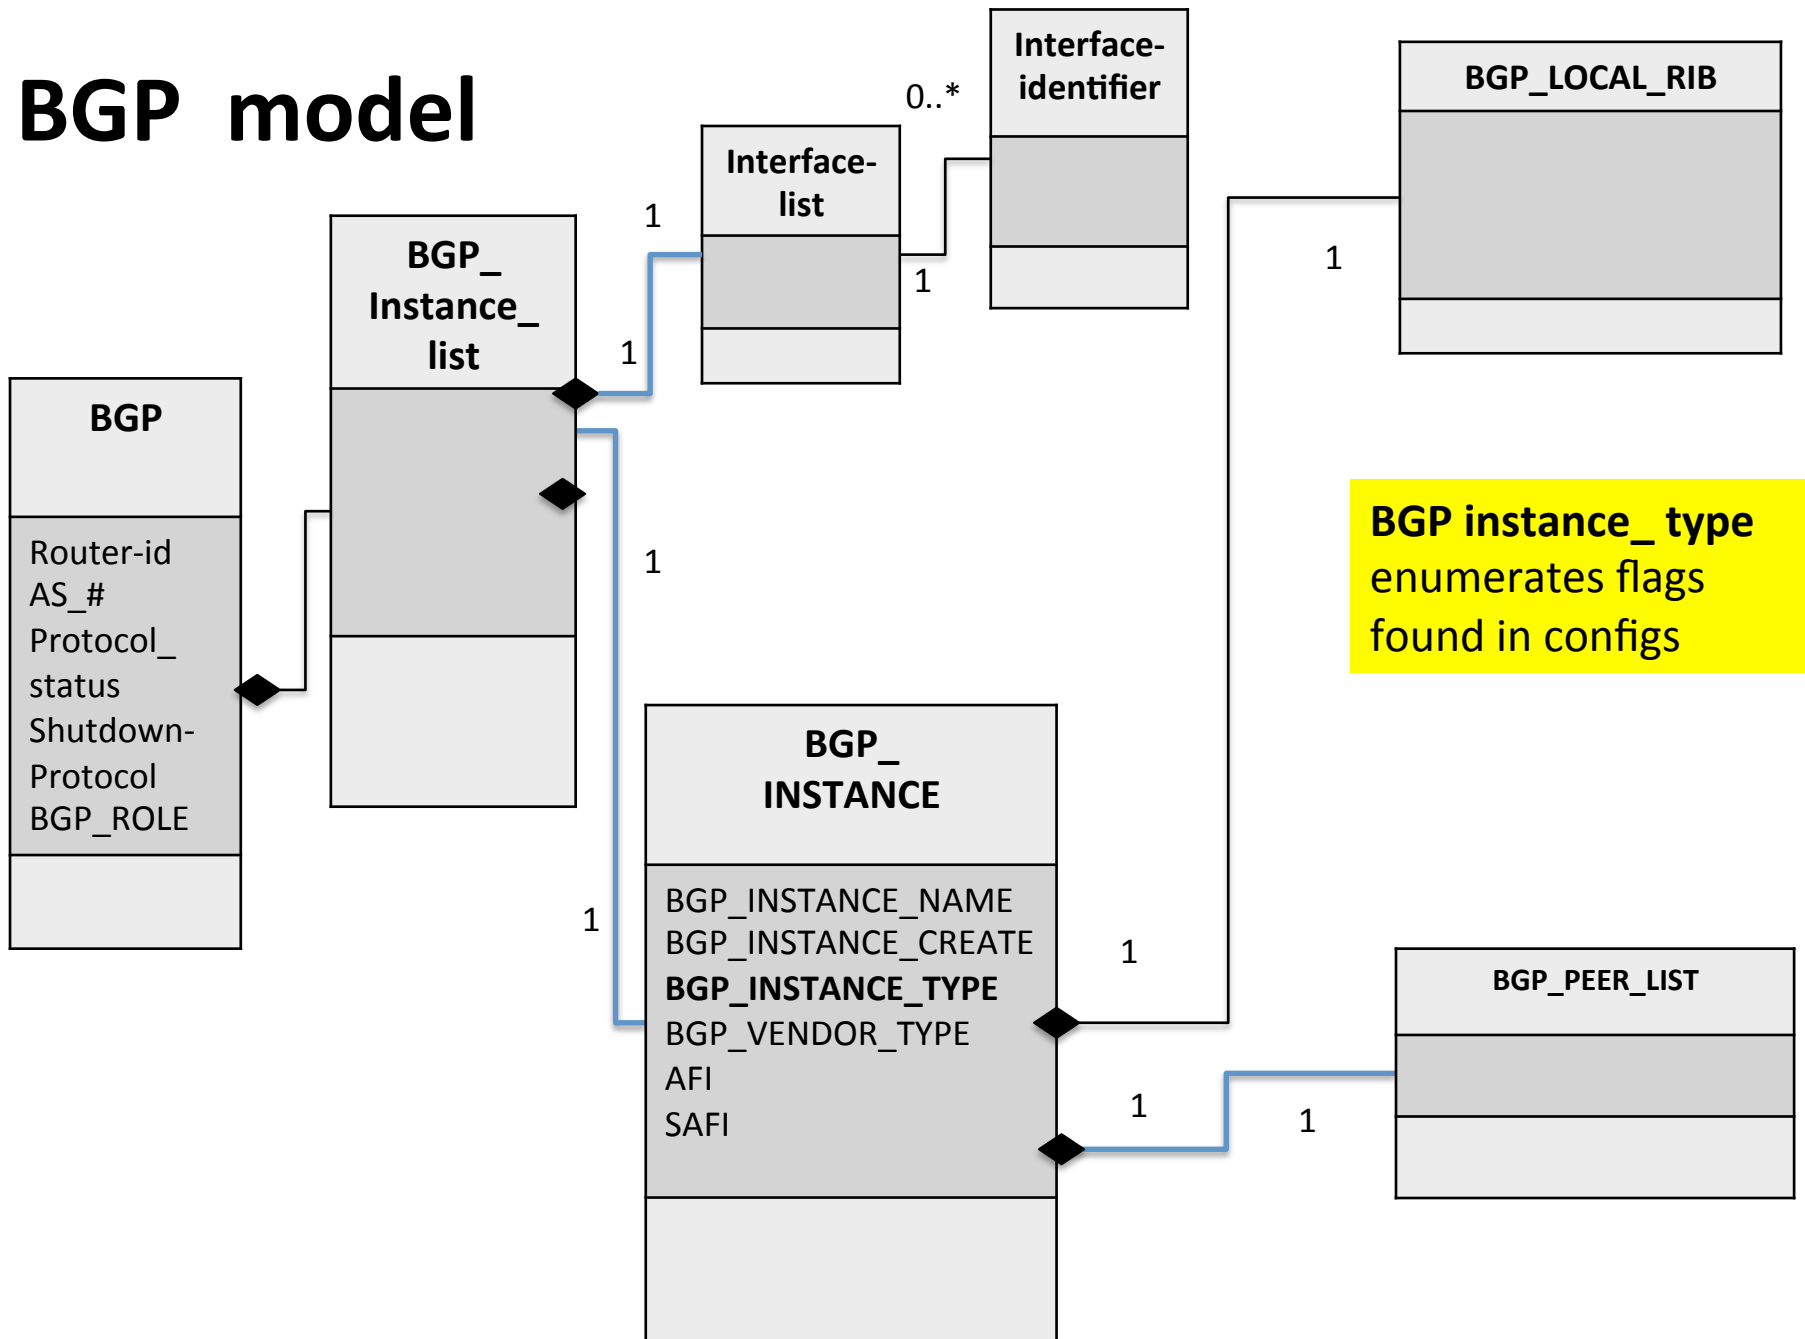 BGP model
BGP
Router-id
AS_#
Protocol_
status
Shutdown-
Protocol
BGP_ROLE
BGP_
Instance_
list
1
1
Interface-
list
1
0..*
Interface-
identifier
BGP_LOCAL_RIB
1
BGP instance_ type
enumerates flags
found in configs
1
1
BGP_
INSTANCE
BGP_INSTANCE_NAME
BGP_INSTANCE_CREATE
BGP_INSTANCE_TYPE
BGP_VENDOR_TYPE
AFI
SAFI
1
1
1
BGP_PEER_LIST